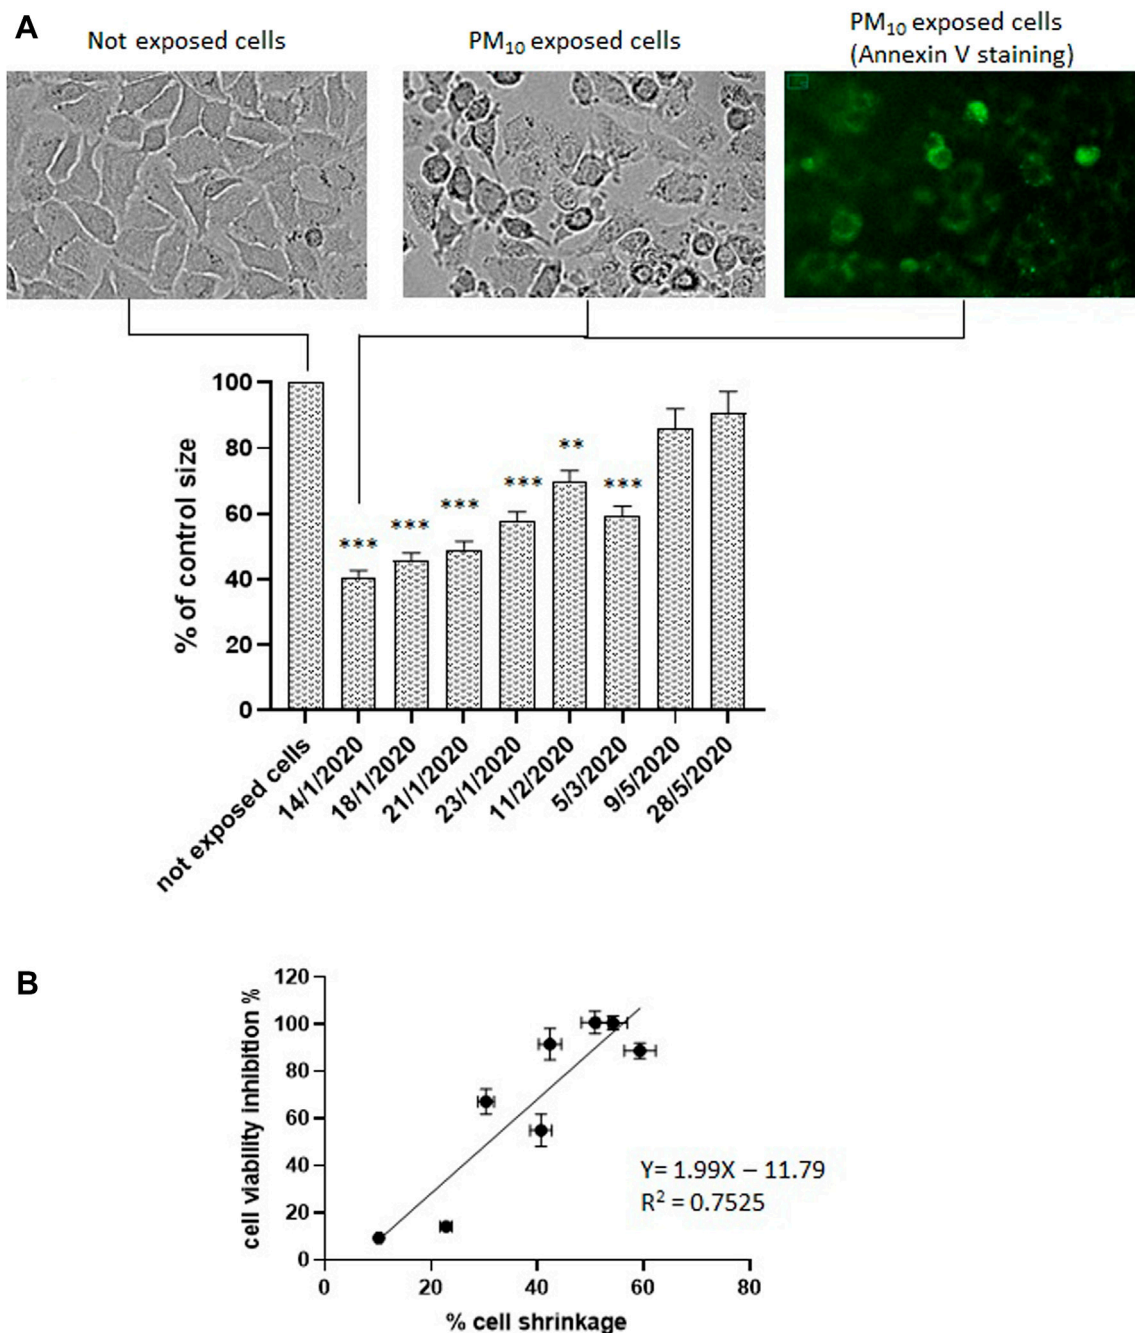 A
Not exposed cells
PM10 exposed cells
PM10 exposed cells
(Annexin V staining)
% of control size
100
80
60
40
20
0
***
***
***
***
**
***
not exposed cells
14/1/2020
18/1/2020
21/1/2020
23/1/2020
11/2/2020
5/3/2020
9/5/2020
28/5/2020
B
cell viability inhibition %
120
100
80
60
40
20
0
Y= 1.99X – 11.79
R² = 0.7525
0 20 40 60 80
% cell shrinkage